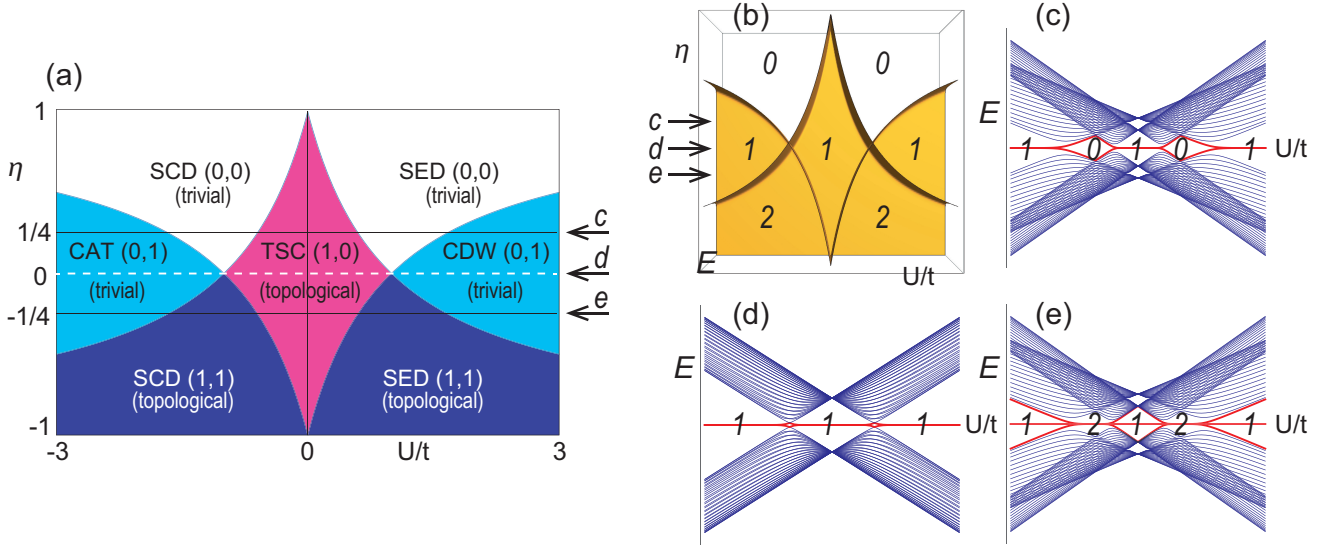 (a)
1
η
1/4
0
-1/4
-1
SCD (0,0)
(trivial)
SED (0,0)
(trivial)
CAT (0,1)
(trivial)
TSC (1,0)
(topological)
CDW (0,1)
(trivial)
SCD (1,1)
(topological)
SED (1,1)
(topological)
c
d
e
-3
0
U/t
3
(b)
η
0
0
c
d
e
1
1
1
2
2
E
U/t
(c)
E
1
0
1
0
1
U/t
(d)
E
1
1
1
U/t
(e)
E
1
2
1
2
1
U/t